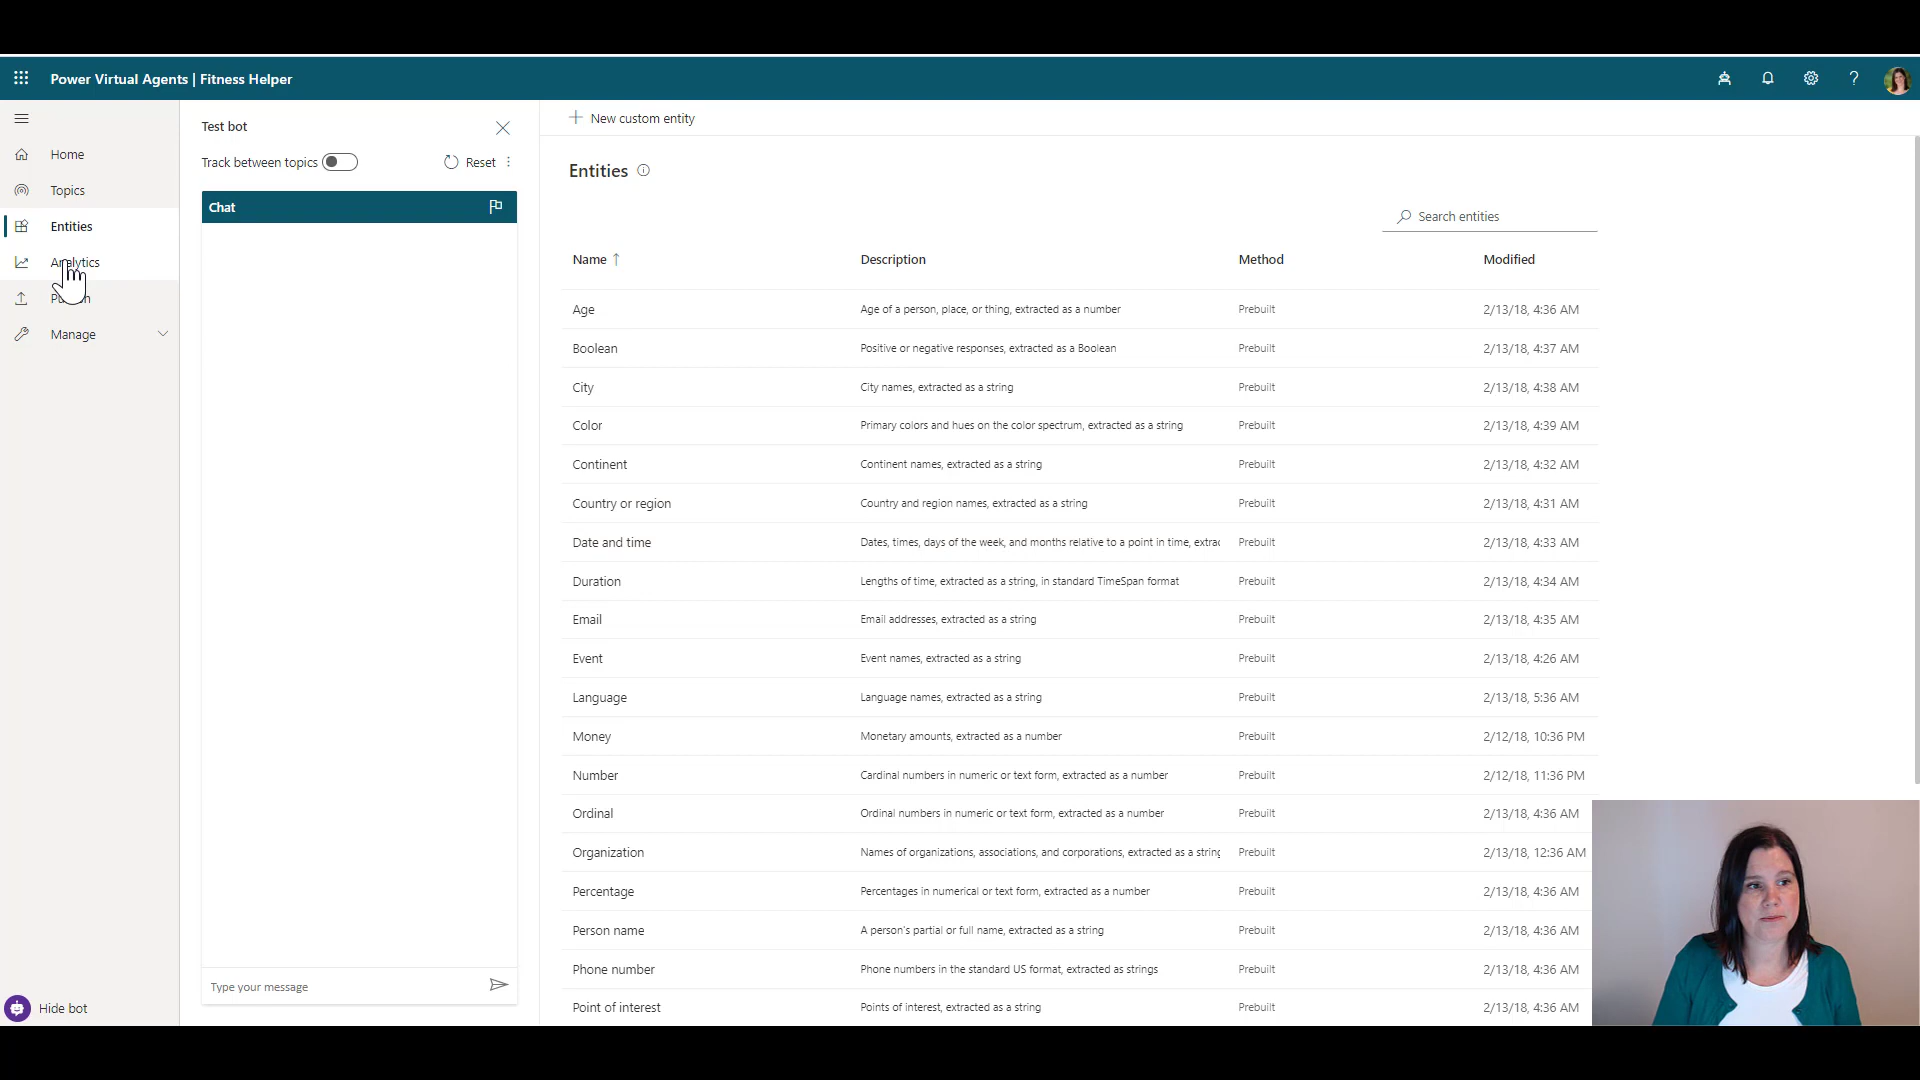 Power Virtual Agents | Fitness Helper
?
Home
Topics
Entities
Analytics
Manage
Hide bot
Test bot
Track between topics
Reset
Chat
Type your message
New custom entity
Entities
Search entities
Name Description Method Modified
Age Age of a person, place, or thing, extracted as a number Prebuilt 2/13/18, 4:36 AM
Boolean Positive or negative responses, extracted as a Boolean Prebuilt 2/13/18, 4:37 AM
City City names, extracted as a string Prebuilt 2/13/18, 4:38 AM
Color Primary colors and hues on the color spectrum, extracted as a string Prebuilt 2/13/18, 4:39 AM
Continent Continent names, extracted as a string Prebuilt 2/13/18, 4:32 AM
Country or region Country and region names, extracted as a string Prebuilt 2/13/18, 4:31 AM
Date and time Dates, times, days of the week, and months relative to a point in time, extrac Prebuilt 2/13/18, 4:33 AM
Duration Lengths of time, extracted as a string, in standard TimeSpan format Prebuilt 2/13/18, 4:34 AM
Email Email addresses, extracted as a string Prebuilt 2/13/18, 4:35 AM
Event Event names, extracted as a string Prebuilt 2/13/18, 4:26 AM
Language Language names, extracted as a string Prebuilt 2/13/18, 5:36 AM
Money Monetary amounts, extracted as a number Prebuilt 2/12/18, 10:36 PM
Number Cardinal numbers in numeric or text form, extracted as a number Prebuilt 2/12/18, 11:36 PM
Ordinal Ordinal numbers in numeric or text form, extracted as a number Prebuilt 2/13/18, 4:36 AM
Organization Names of organizations, associations, and corporations, extracted as a string Prebuilt 2/13/18, 12:36 AM
Percentage Percentages in numerical or text form, extracted as a number Prebuilt 2/13/18, 4:36 AM
Person name A person's partial or full name, extracted as a string Prebuilt 2/13/18, 4:36 AM
Phone number Phone numbers in the standard US format, extracted as strings Prebuilt 2/13/18, 4:36 AM
Point of interest Points of interest, extracted as a string Prebuilt 2/13/18, 4:36 AM